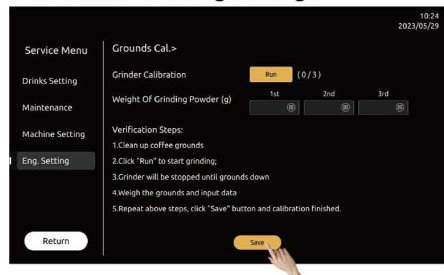 10:24
2023/05/29
Service Menu
Grounds Cal.>
Drinks Setting
Grinder Calibration
Run
(0/3)
Maintenance
Weight Of Grinding Powder (g)
1st
2nd
3rd
Machine Setting
Verification Steps:
1.Clean up coffee grounds
Eng. Setting
2.Click "Run" to start grinding;
3.Grinder will be stopped until grounds down
4.Weigh the grounds and input data
5.Repeat above steps, click "Save" button and calibration finished.
Return
Save